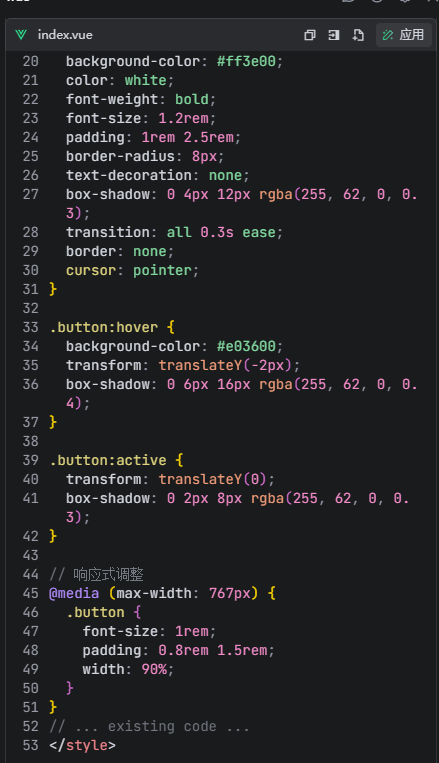 index.vue
应用
20 background-color: #ff3e00;
21 color: white;
22 font-weight: bold;
23 font-size: 1.2rem;
24 padding: 1rem 2.5rem;
25 border-radius: 8px;
26 text-decoration: none;
27 box-shadow: 0 4px 12px rgba(255, 62, 0, 0.
3);
28 transition: all 0.3s ease;
29 border: none;
30 cursor: pointer;
31 }
32
33 .button:hover {
34 background-color: #e03600;
35 transform: translateY(-2px);
36 box-shadow: 0 6px 16px rgba(255, 62, 0, 0.
4);
37 }
38
39 .button:active {
40 transform: translateY(0);
41 box-shadow: 0 2px 8px rgba(255, 62, 0, 0.
3);
42 }
43
44 // 响应式调整
45 @media (max-width: 767px) {
46 .button {
47 font-size: 1rem;
48 padding: 0.8rem 1.5rem;
49 width: 90%;
50 }
51 }
52 // ... existing code ...
53 </style>